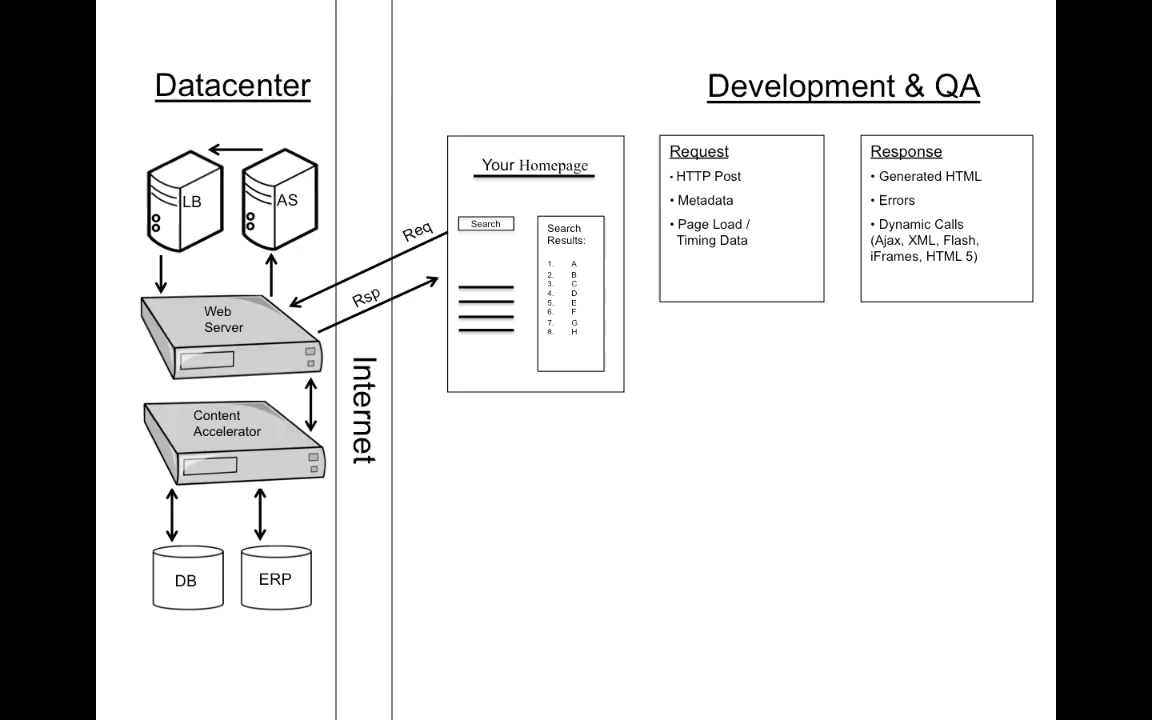 Datacenter
LB
AS
Web
Server
Content
Accelerator
DB
ERP
Internet
Req
Rsp
Your Homepage
Search
Search
Results:
1. A
2. B
3. C
4. D
5. E
6. F
7. G
8. H
Development & QA
Request
• HTTP Post
• Metadata
• Page Load /
Timing Data
Response
• Generated HTML
• Errors
• Dynamic Calls
(Ajax, XML, Flash,
iFrames, HTML 5)